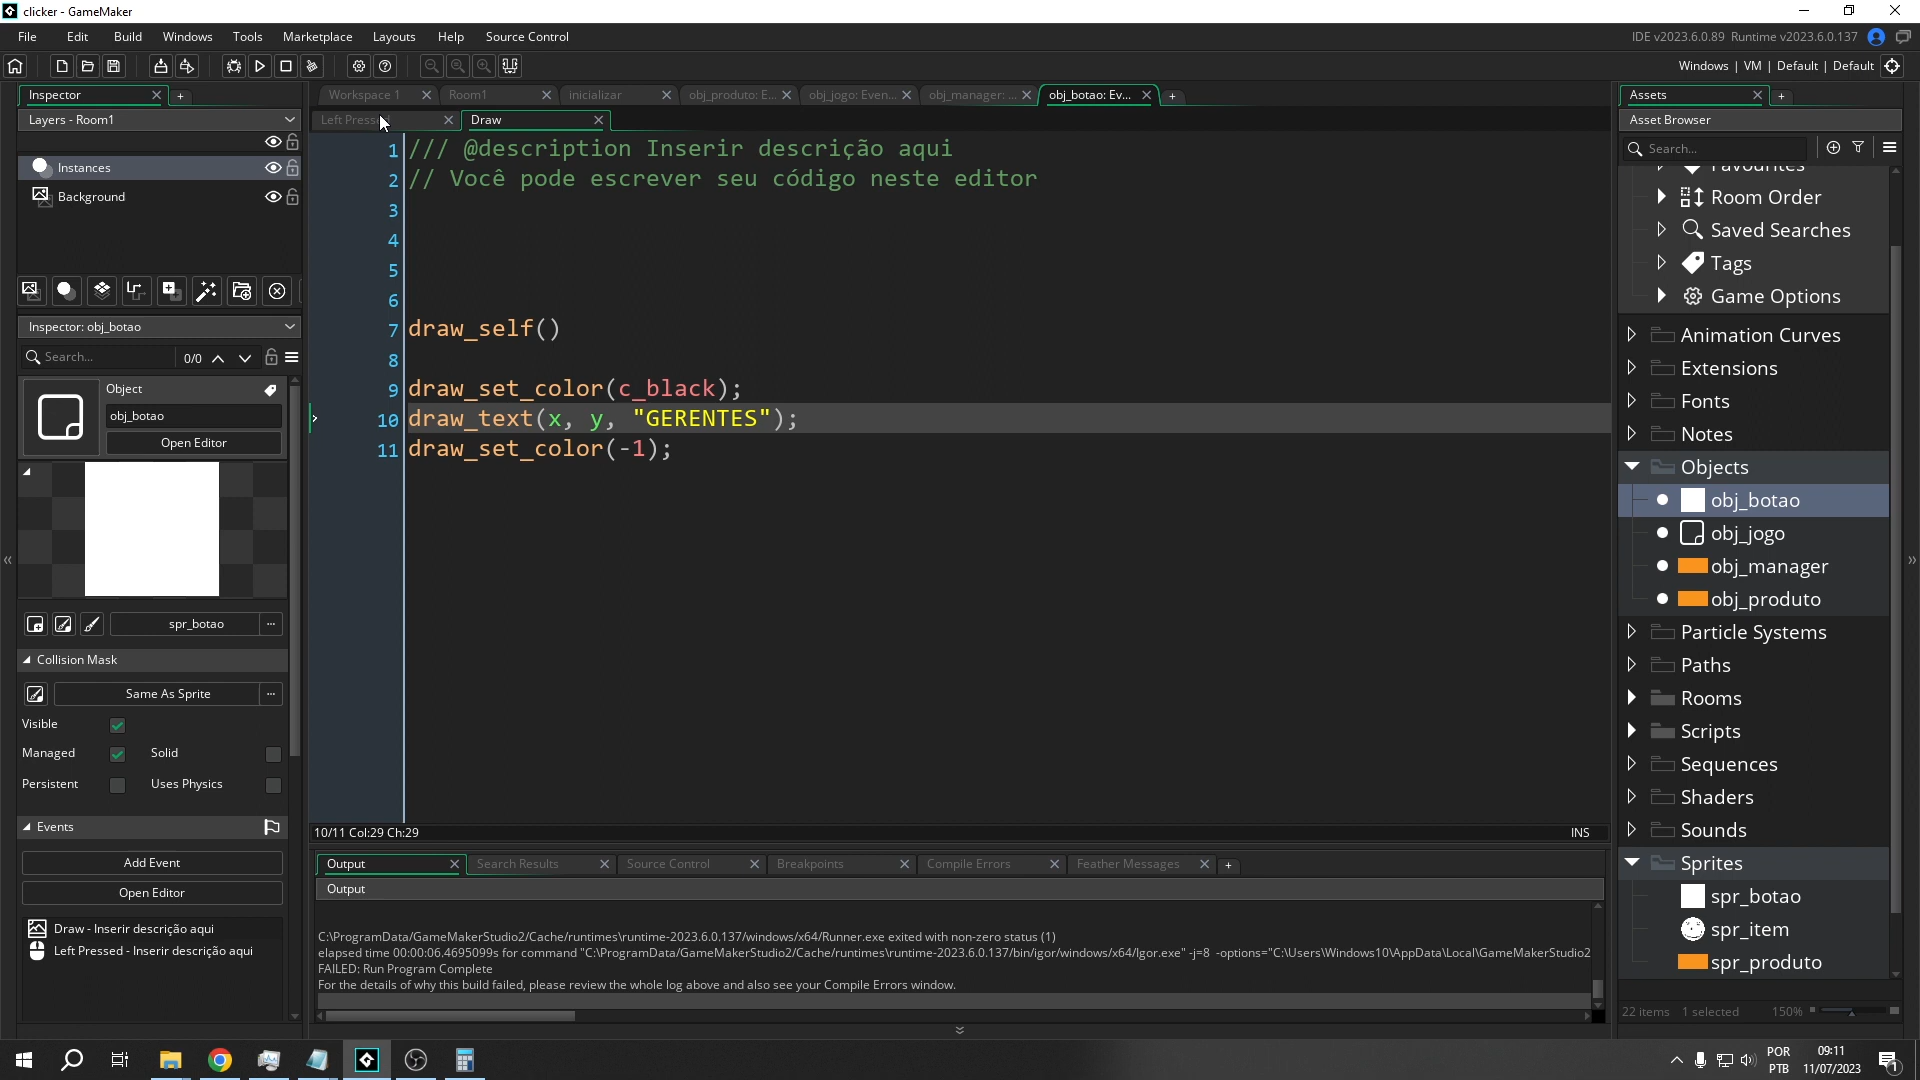 clicker - GameMaker
File Edit Build Windows Tools Marketplace Layouts Help Source Control
IDE v2023.6.0.89 Runtime v2023.6.0.137
Windows | VM | Default | Default
Inspector
Layers - Room1
Instances
Background
Inspector: obj_botao
Search...
0/0
Object
obj_botao
Open Editor
spr_botao
Collision Mask
Same As Sprite
Visible
Managed
Solid
Persistent
Uses Physics
Events
Add Event
Open Editor
Draw - Inserir descrição aqui
Left Pressed - Inserir descrição aqui
Workspace 1
Room1
inicializar
obj_produto: E...
obj_jogo: Even...
obj_manager: ...
obj_botao: Ev...
Left Press
Draw
1 /// @description Inserir descrição aqui
2 // Você pode escrever seu código neste editor
3
4
5
6
7 draw_self()
8
9 draw_set_color(c_black);
10 draw_text(x, y, "GERENTES");
11 draw_set_color(-1);
10/11 Col:29 Ch:29
INS
Output
Search Results
Source Control
Breakpoints
Compile Errors
Feather Messages
Output
C:\ProgramData/GameMakerStudio2/Cache/runtimes\runtime-2023.6.0.137/windows/x64/Runner.exe exited with non-zero status (1)
elapsed time 00:00:06.4695099s for command "C:\ProgramData/GameMakerStudio2/Cache/runtimes\runtime-2023.6.0.137/bin/igor/windows/x64/Igor.exe" -j=8 -options="C:\Users\Windows10\AppData\Local\GameMakerStudio2
FAILED: Run Program Complete
For the details of why this build failed, please review the whole log above and also see your Compile Errors window.
Assets
Asset Browser
Search...
Favourites
Room Order
Saved Searches
Tags
Game Options
Animation Curves
Extensions
Fonts
Notes
Objects
obj_botao
obj_jogo
obj_manager
obj_produto
Particle Systems
Paths
Rooms
Scripts
Sequences
Shaders
Sounds
Sprites
spr_botao
spr_item
spr_produto
22 items 1 selected 150%
POR
PTB
09:11
11/07/2023
1